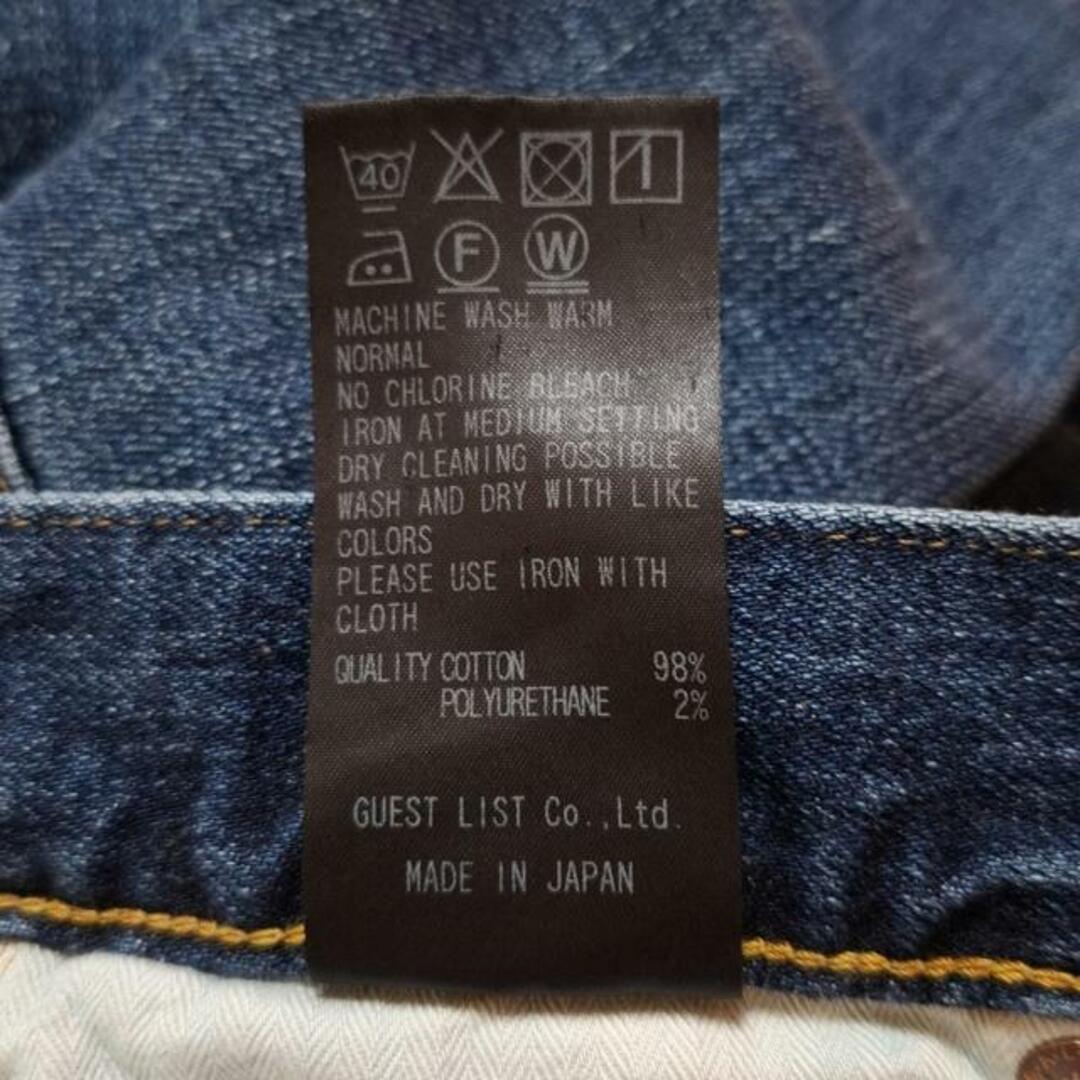 40
F W
MACHINE WASH WARM
NORMAL
NO CHLORINE BLEACH
IRON AT MEDIUM SETTING
DRY CLEANING POSSIBLE
WASH AND DRY WITH LIKE
COLORS
PLEASE USE IRON WITH
CLOTH
QUALITY COTTON 98%
POLYURETHANE 2%
GUEST LIST Co.,Ltd.
MADE IN JAPAN